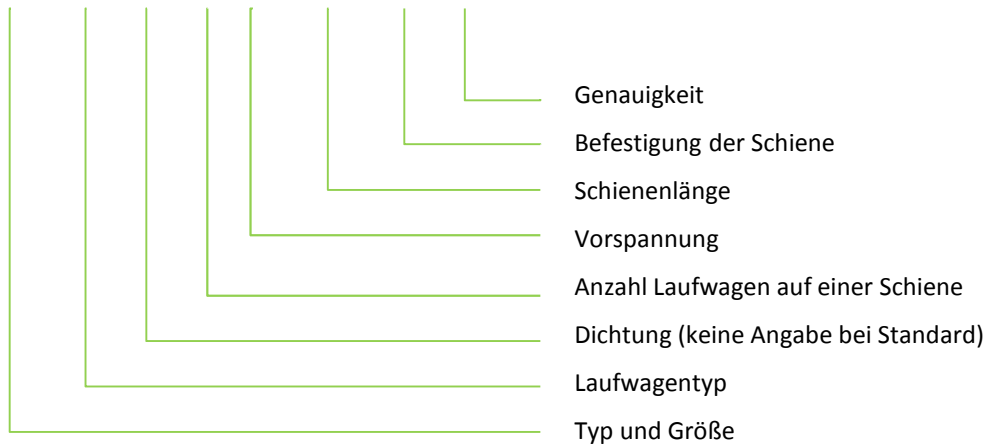 Genauigkeit
Befestigung der Schiene
Schienenlänge
Vorspannung
Anzahl Laufwagen auf einer Schiene
Dichtung (keine Angabe bei Standard)
Laufwagentyp
Typ und Größe